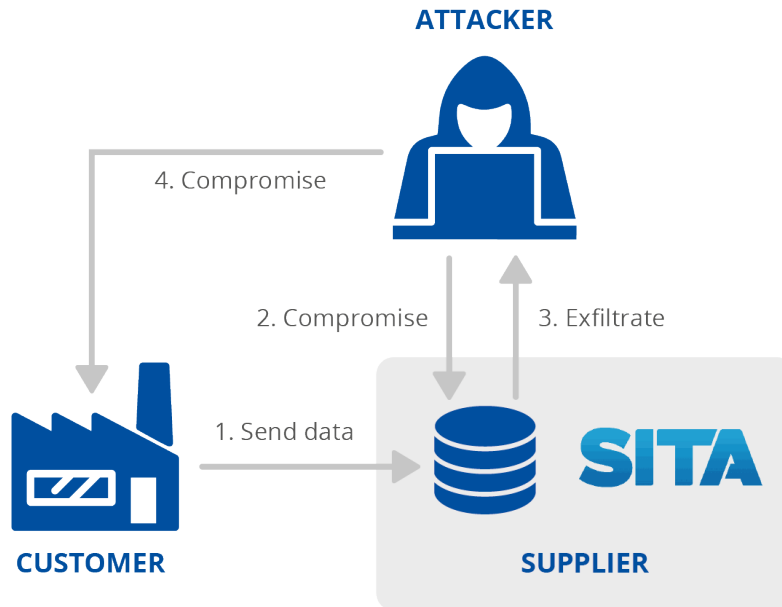 ATTACKER
4. Compromise
2. Compromise
3. Exfiltrate
1. Send data
SITA
CUSTOMER
SUPPLIER